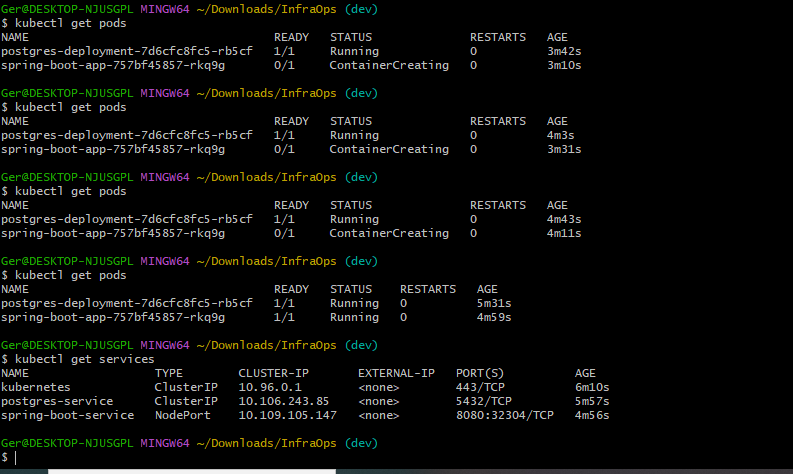 Ger@DESKTOP-NJUSGPL MINGW64 ~/Downloads/InfraOps (dev)
$ kubectl get pods
NAME READY STATUS RESTARTS AGE
postgres-deployment-7d6cfc8fc5-rb5cf 1/1 Running 0 3m42s
spring-boot-app-757bf45857-rkq9g 0/1 ContainerCreating 0 3m10s
Ger@DESKTOP-NJUSGPL MINGW64 ~/Downloads/InfraOps (dev)
$ kubectl get pods
NAME READY STATUS RESTARTS AGE
postgres-deployment-7d6cfc8fc5-rb5cf 1/1 Running 0 4m3s
spring-boot-app-757bf45857-rkq9g 0/1 ContainerCreating 0 3m31s
Ger@DESKTOP-NJUSGPL MINGW64 ~/Downloads/InfraOps (dev)
$ kubectl get pods
NAME READY STATUS RESTARTS AGE
postgres-deployment-7d6cfc8fc5-rb5cf 1/1 Running 0 4m43s
spring-boot-app-757bf45857-rkq9g 0/1 ContainerCreating 0 4m11s
Ger@DESKTOP-NJUSGPL MINGW64 ~/Downloads/InfraOps (dev)
$ kubectl get pods
NAME READY STATUS RESTARTS AGE
postgres-deployment-7d6cfc8fc5-rb5cf 1/1 Running 0 5m31s
spring-boot-app-757bf45857-rkq9g 1/1 Running 0 4m59s
Ger@DESKTOP-NJUSGPL MINGW64 ~/Downloads/InfraOps (dev)
$ kubectl get services
NAME TYPE CLUSTER-IP EXTERNAL-IP PORT(S) AGE
kubernetes ClusterIP 10.96.0.1 <none> 443/TCP 6m10s
postgres-service ClusterIP 10.106.243.85 <none> 5432/TCP 5m57s
spring-boot-service NodePort 10.109.105.147 <none> 8080:32304/TCP 4m56s
Ger@DESKTOP-NJUSGPL MINGW64 ~/Downloads/InfraOps (dev)
$